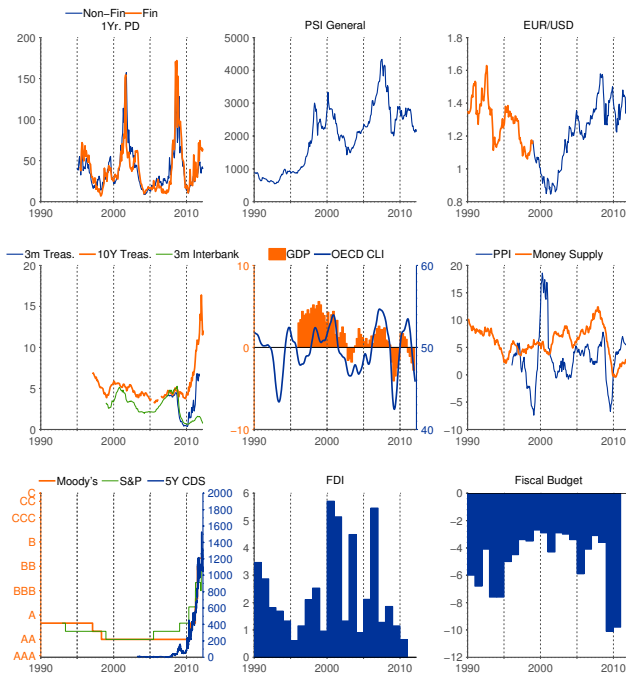 Non−Fin Fin
1Yr. PD
PSI General
EUR/USD
200
150
100
50
0
1990 2000 2010
5000
4000
3000
2000
1000
0
1990 2000 2010
1.8
1.6
1.4
1.2
1
0.8
1990 2000 2010
3m Treas. 10Y Treas. 3m Interbank
GDP OECD CLI
PPI Money Supply
20
15
10
5
0
1990 2000 2010
10
0
−10
60
50
40
1990 2000 2010
20
15
10
5
0
−5
−10
1990 2000 2010
Moody's S&P 5Y CDS
FDI
Fiscal Budget
C
CC
CCC
B
BB
BBB
A
AA
AAA
2000
1800
1600
1400
1200
1000
800
600
400
200
0
1990 2000 2010
6
5
4
3
2
1
0
1990 2000 2010
0
−2
−4
−6
−8
−10
−12
1990 2000 2010